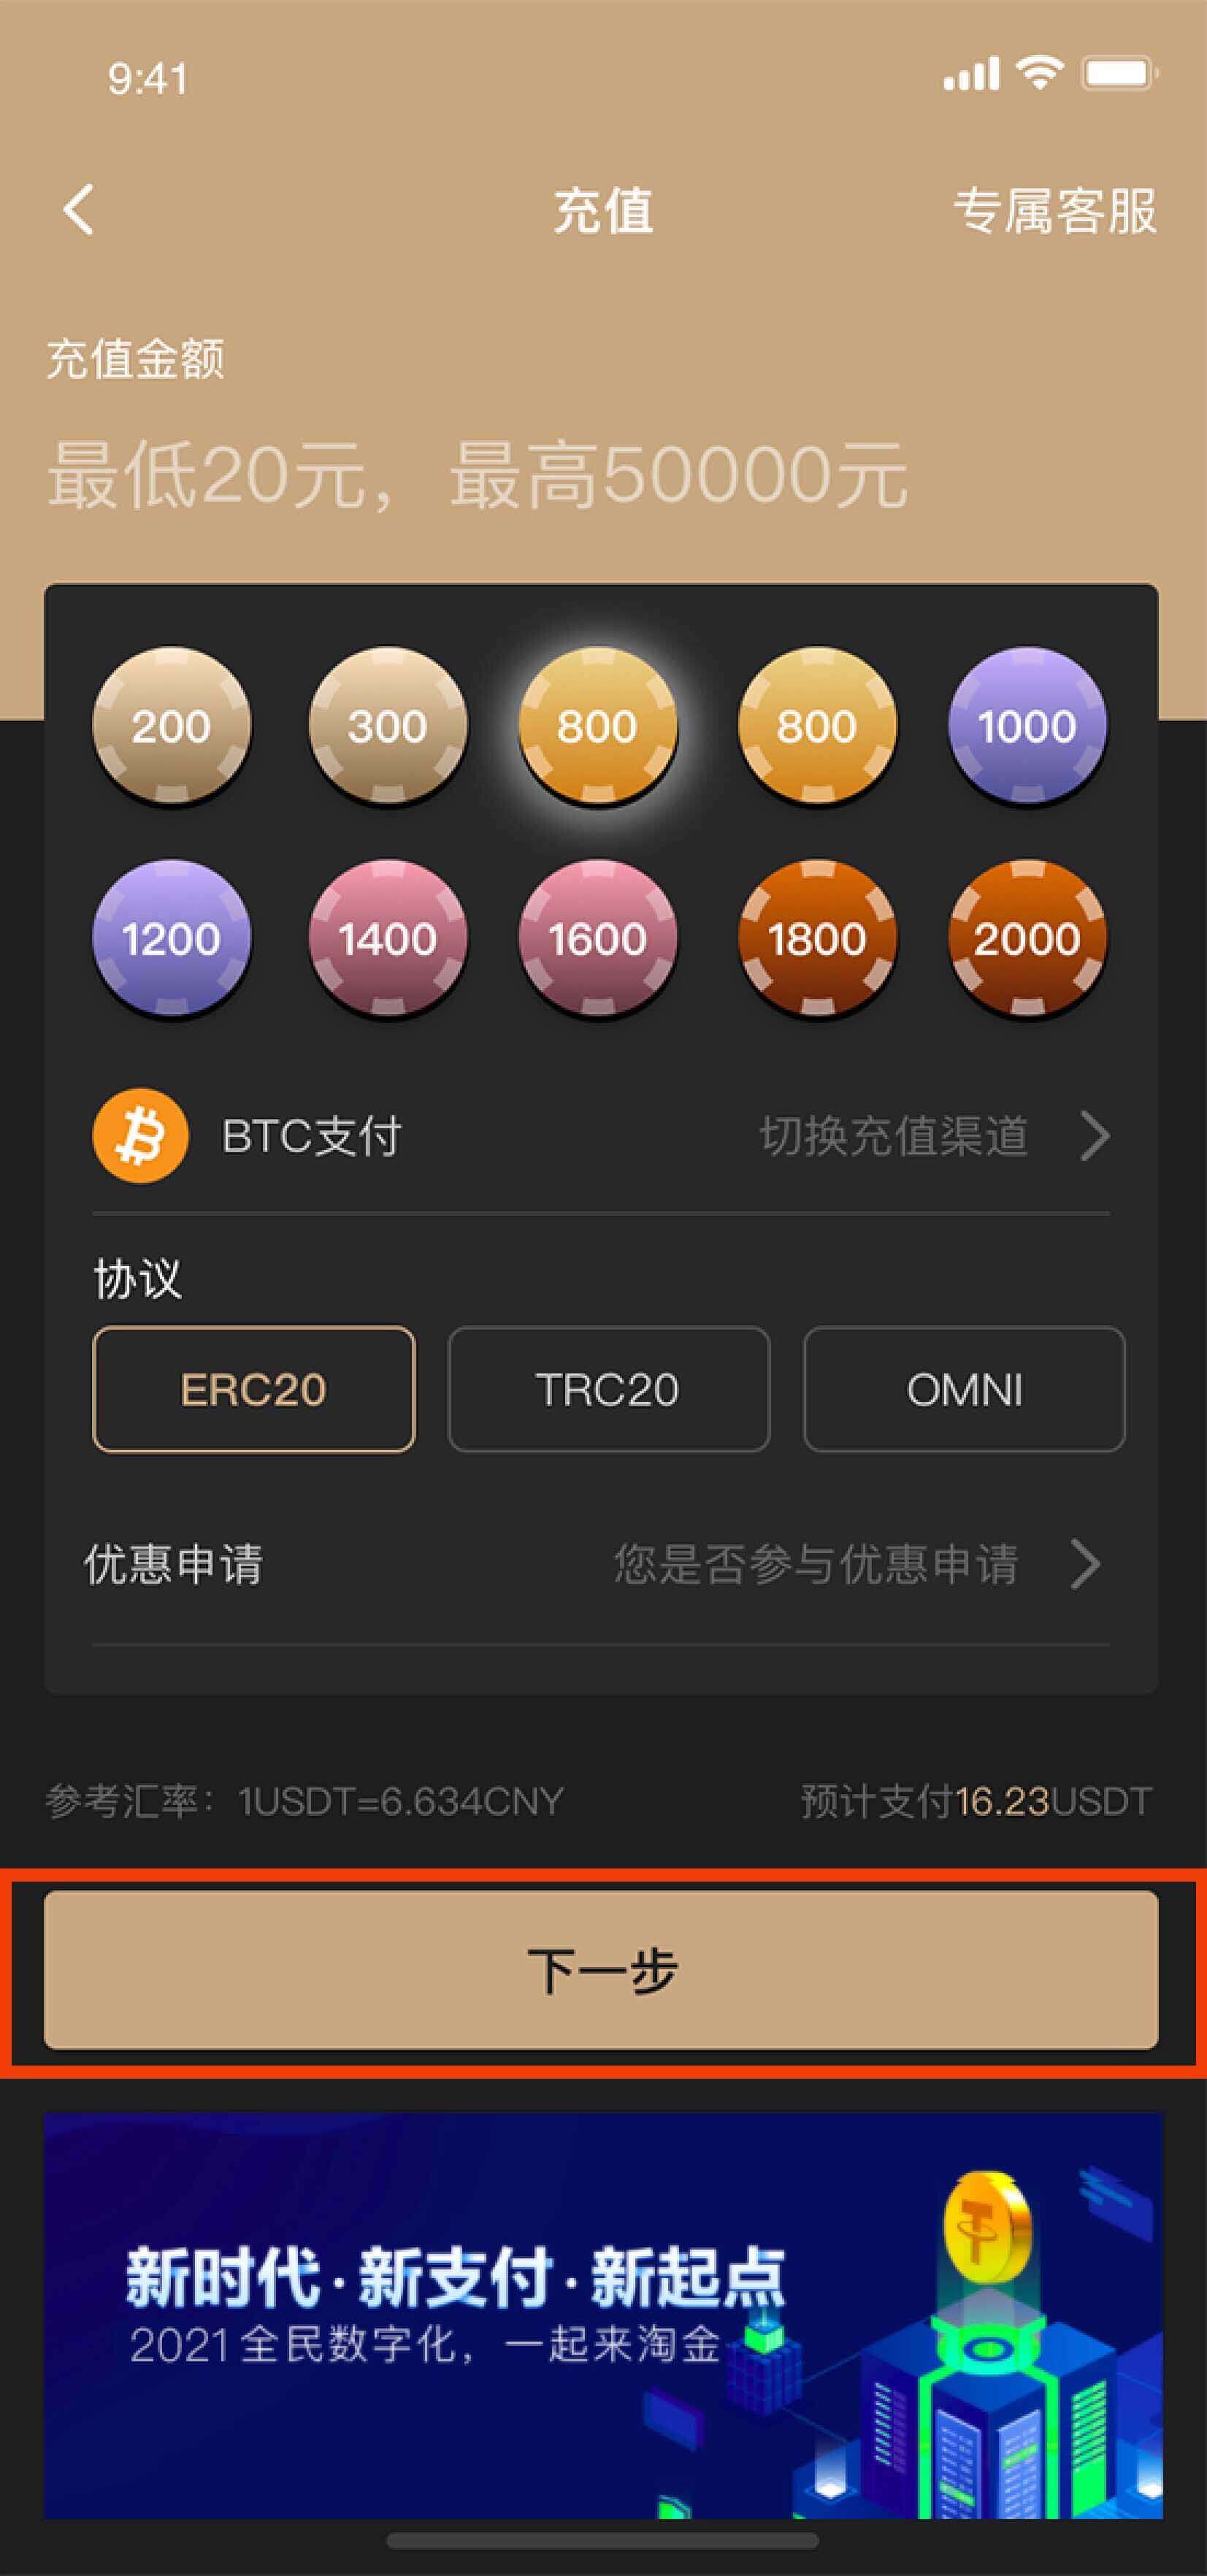 9:41
充值
专属客服
充值金额
最低20元，最高50000元
200 300 800 800 1000
1200 1400 1600 1800 2000
BTC支付
切换充值渠道
协议
ERC20 TRC20 OMNI
优惠申请
您是否参与优惠申请
参考汇率：1USDT=6.634CNY
预计支付16.23USDT
下一步
新时代·新支付·新起点
2021全民数字化，一起来淘金